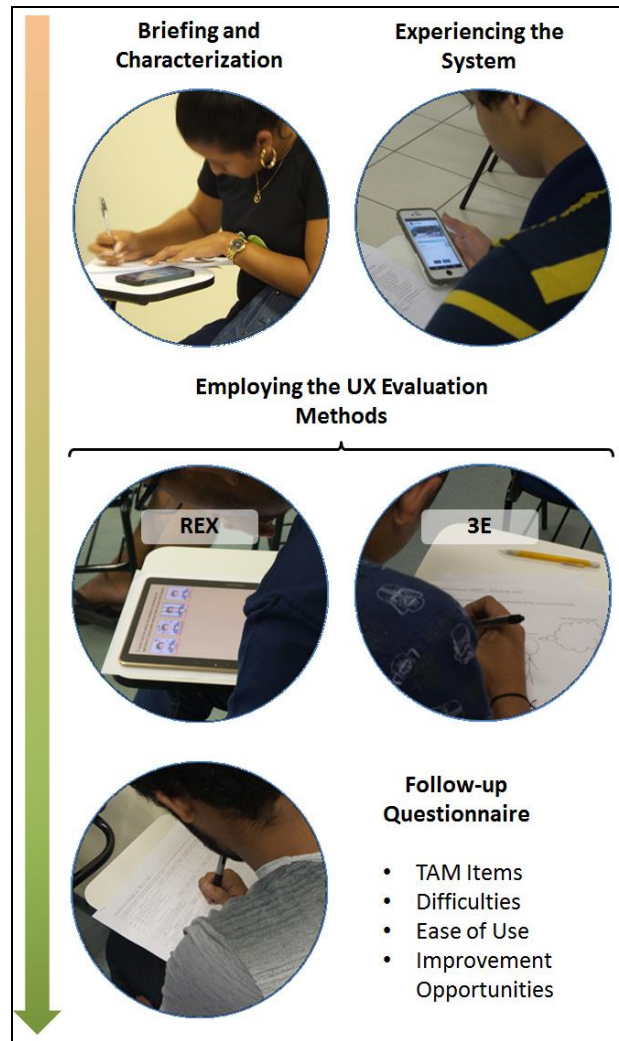 Briefing and
Characterization
Experiencing the
System
Employing the UX Evaluation
Methods
REX
3E
Follow-up
Questionnaire
• TAM Items
• Difficulties
• Ease of Use
• Improvement
Opportunities